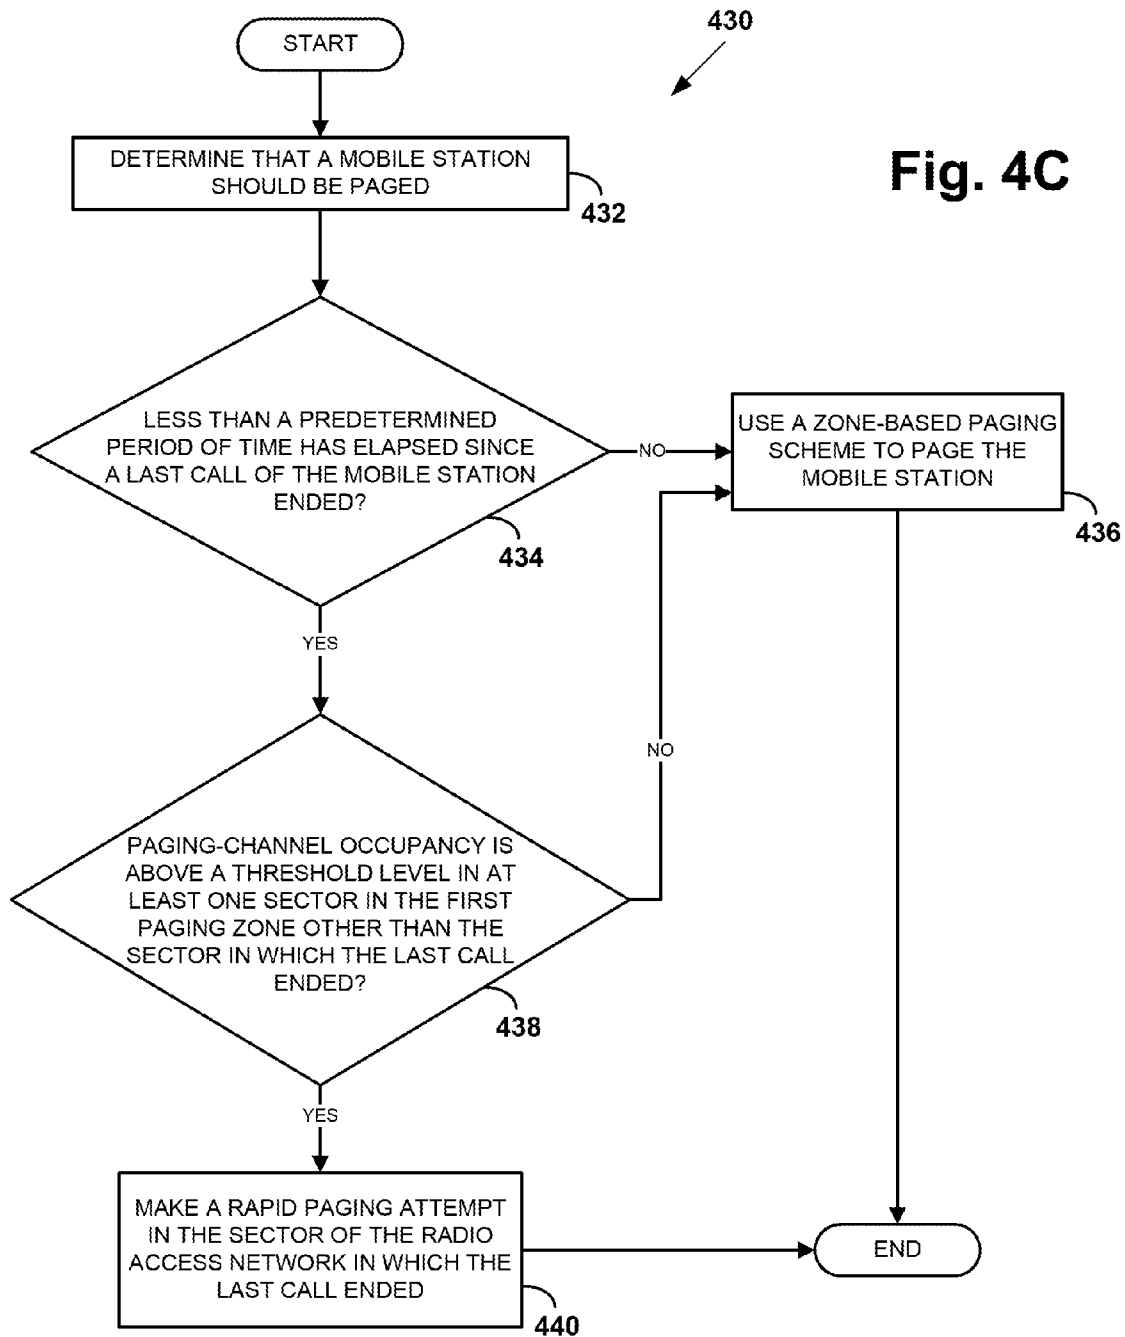 430
START
Fig. 4C
DETERMINE THAT A MOBILE STATION
SHOULD BE PAGED
432
LESS THAN A PREDETERMINED
PERIOD OF TIME HAS ELAPSED SINCE
A LAST CALL OF THE MOBILE STATION
ENDED?
434
NO
USE A ZONE-BASED PAGING
SCHEME TO PAGE THE
MOBILE STATION
436
YES
NO
PAGING-CHANNEL OCCUPANCY IS
ABOVE A THRESHOLD LEVEL IN AT
LEAST ONE SECTOR IN THE FIRST
PAGING ZONE OTHER THAN THE
SECTOR IN WHICH THE LAST CALL
ENDED?
438
YES
MAKE A RAPID PAGING ATTEMPT
IN THE SECTOR OF THE RADIO
ACCESS NETWORK IN WHICH THE
LAST CALL ENDED
440
END